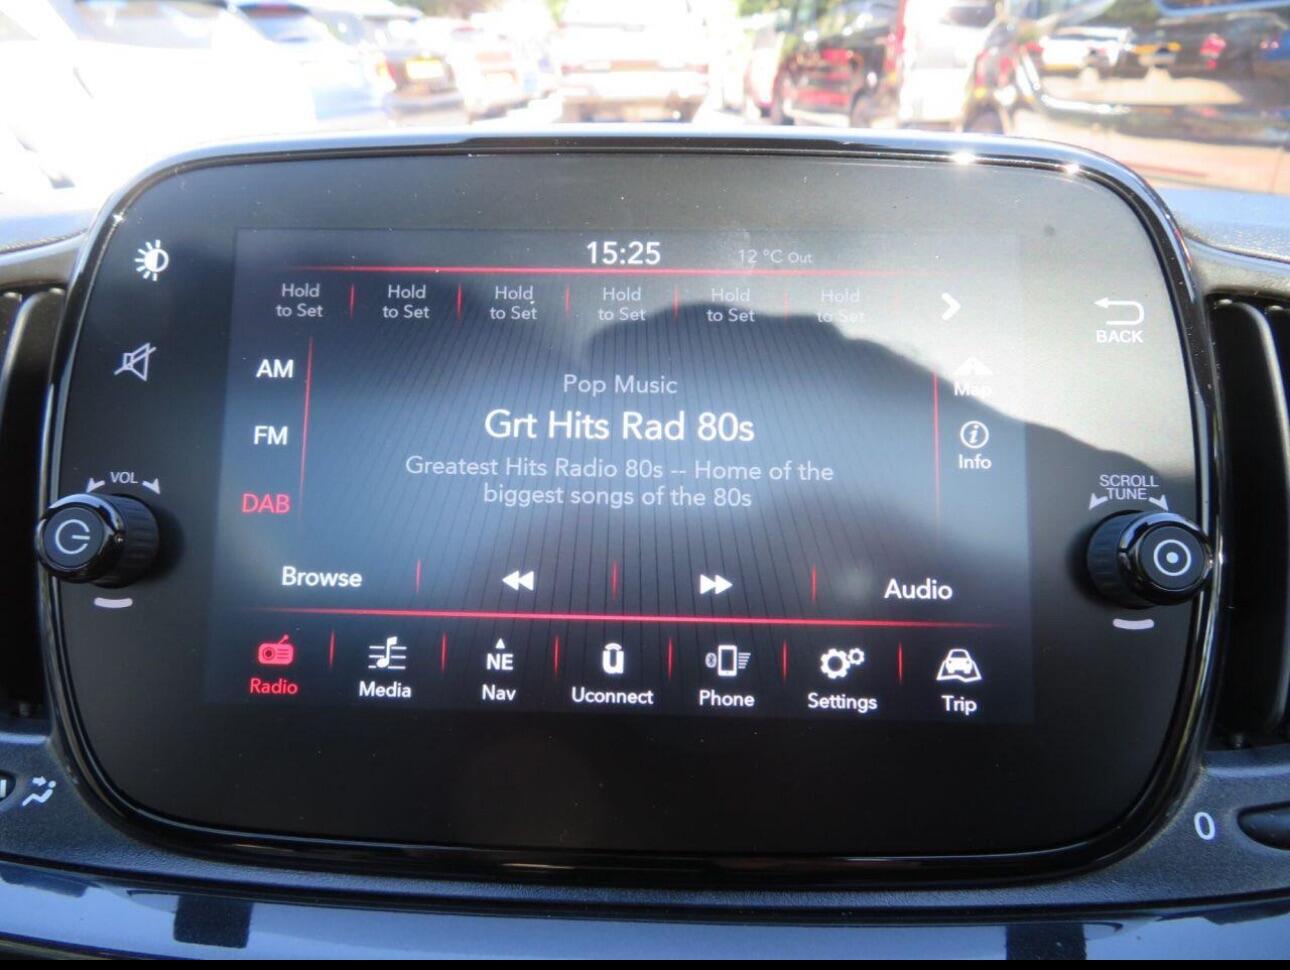 15:25
12 °C Out
Hold to Set
Hold to Set
Hold to Set
Hold to Set
Hold to Set
Hold to Set
BACK
AM
Map
Pop Music
Grt Hits Rad 80s
FM
Info
Greatest Hits Radio 80s -- Home of the
biggest songs of the 80s
VOL
SCROLL
TUNE
DAB
Browse
Audio
NE
Radio
Media
Nav
Uconnect
Phone
Settings
Trip
0